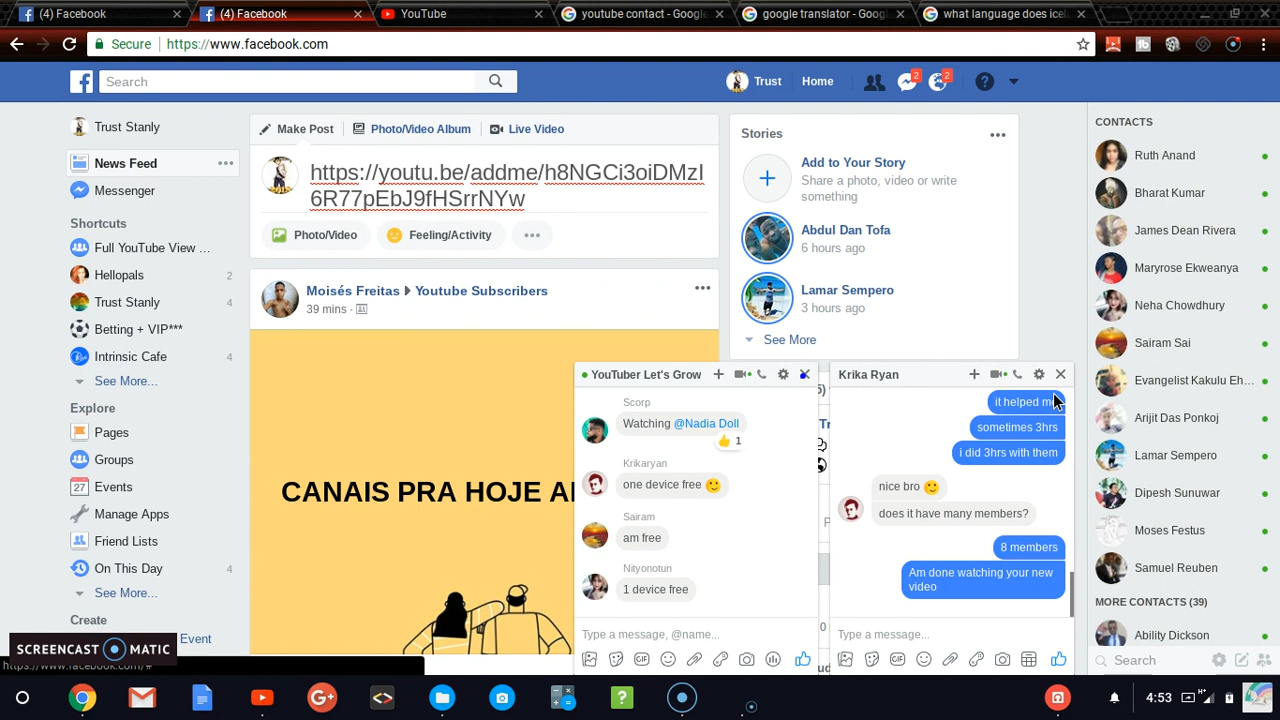 (4) Facebook
(4) Facebook
YouTube
youtube contact - Google
google translator - Goo
what language does icel
Secure
https://www.facebook.com
Search
Trust
Home
2
2
Trust Stanly
News Feed
Messenger
Shortcuts
Full YouTube View ...
Hellopals 2
Trust Stanly 4
Betting + VIP***
Intrinsic Cafe 4
See More...
Explore
Pages
Groups
27 Events
Manage Apps
Friend Lists
On This Day 4
See More...
Create
Event
Make Post
Photo/Video Album
Live Video
https://youtu.be/addme/h8NGCi3oiDMzI
6R77pEbJ9fHSrrNYw
Photo/Video
Feeling/Activity
Moisés Freitas
Youtube Subscribers
39 mins ·
CANAIS PRA HOJE
Stories
Add to Your Story
Share a photo, video or write
something
Abdul Dan Tofa
6 hours ago
Lamar Sempero
3 hours ago
See More
YouTuber Let's Grow
Scorp
Watching @Nadia Doll
1
Krikaryan
one device free
Sairam
am free
Nityonotun
1 device free
Type a message, @name...
GIF
Krika Ryan
it helped m
sometimes 3hrs
i did 3hrs with them
nice bro
does it have many members?
8 members
Am done watching your new
video
Type a message...
GIF
CONTACTS
Ruth Anand
Bharat Kumar
James Dean Rivera
Maryrose Ekweanya
Neha Chowdhury
Sairam Sai
Evangelist Kakulu Eh...
Arijit Das Ponkoj
Lamar Sempero
Dipesh Sunuwar
Moses Festus
Samuel Reuben
MORE CONTACTS (39)
Ability Dickson
Search
SCREENCAST MATIC
https://www.facebook.com/#
4:53